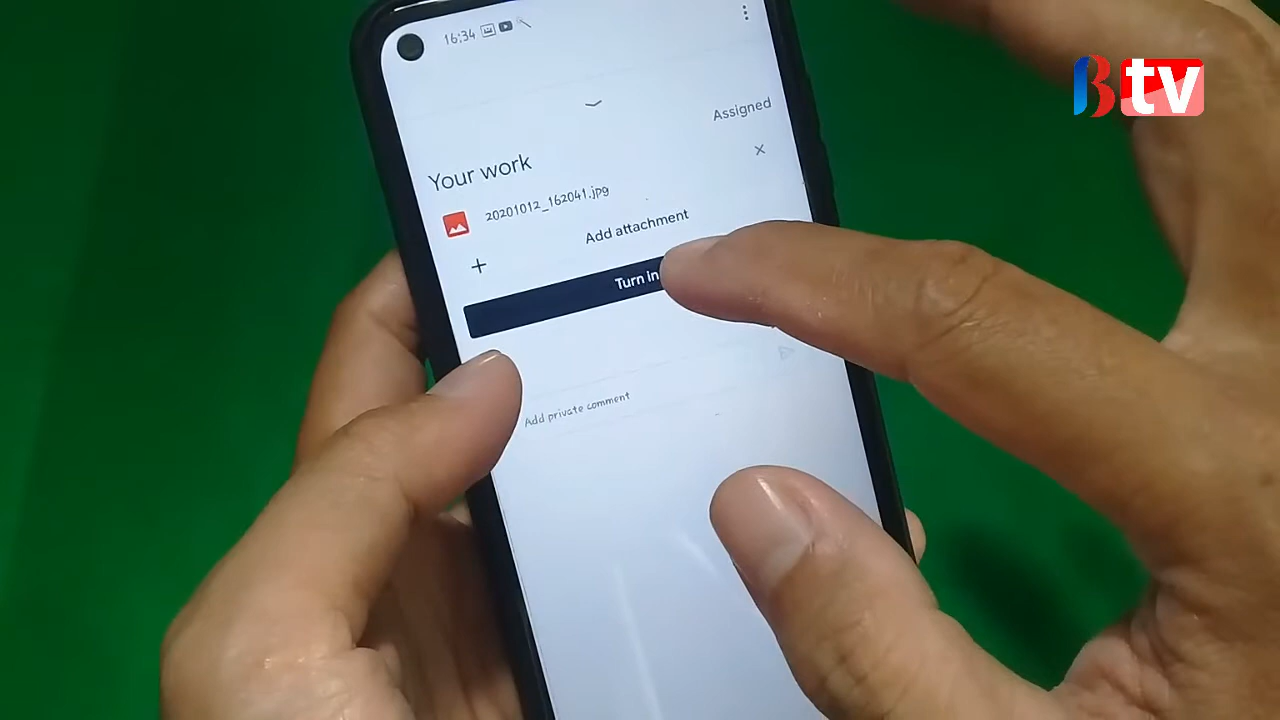 16:34
Btv
Assigned
Your work
20201012_162041.jpg
Add attachment
Turn in
Add private comment